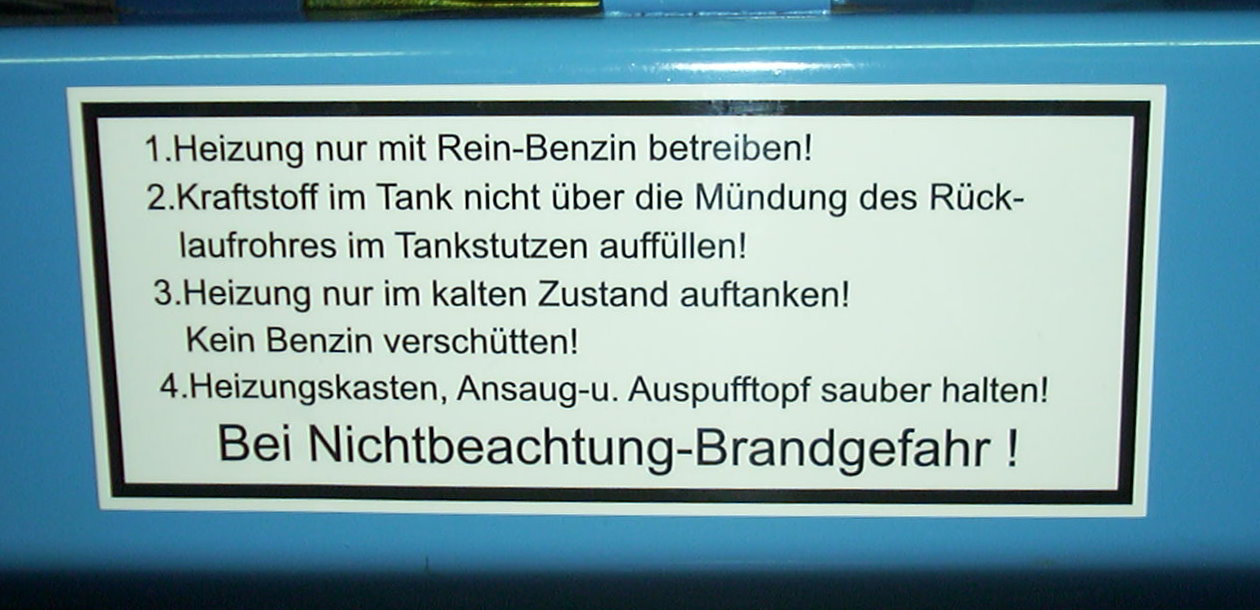 1.Heizung nur mit Rein-Benzin betreiben!
2.Kraftstoff im Tank nicht über die Mündung des Rück-
laufrohres im Tankstutzen auffüllen!
3.Heizung nur im kalten Zustand auftanken!
Kein Benzin verschütten!
4.Heizungskasten, Ansaug-u. Auspufftopf sauber halten!
Bei Nichtbeachtung-Brandgefahr !